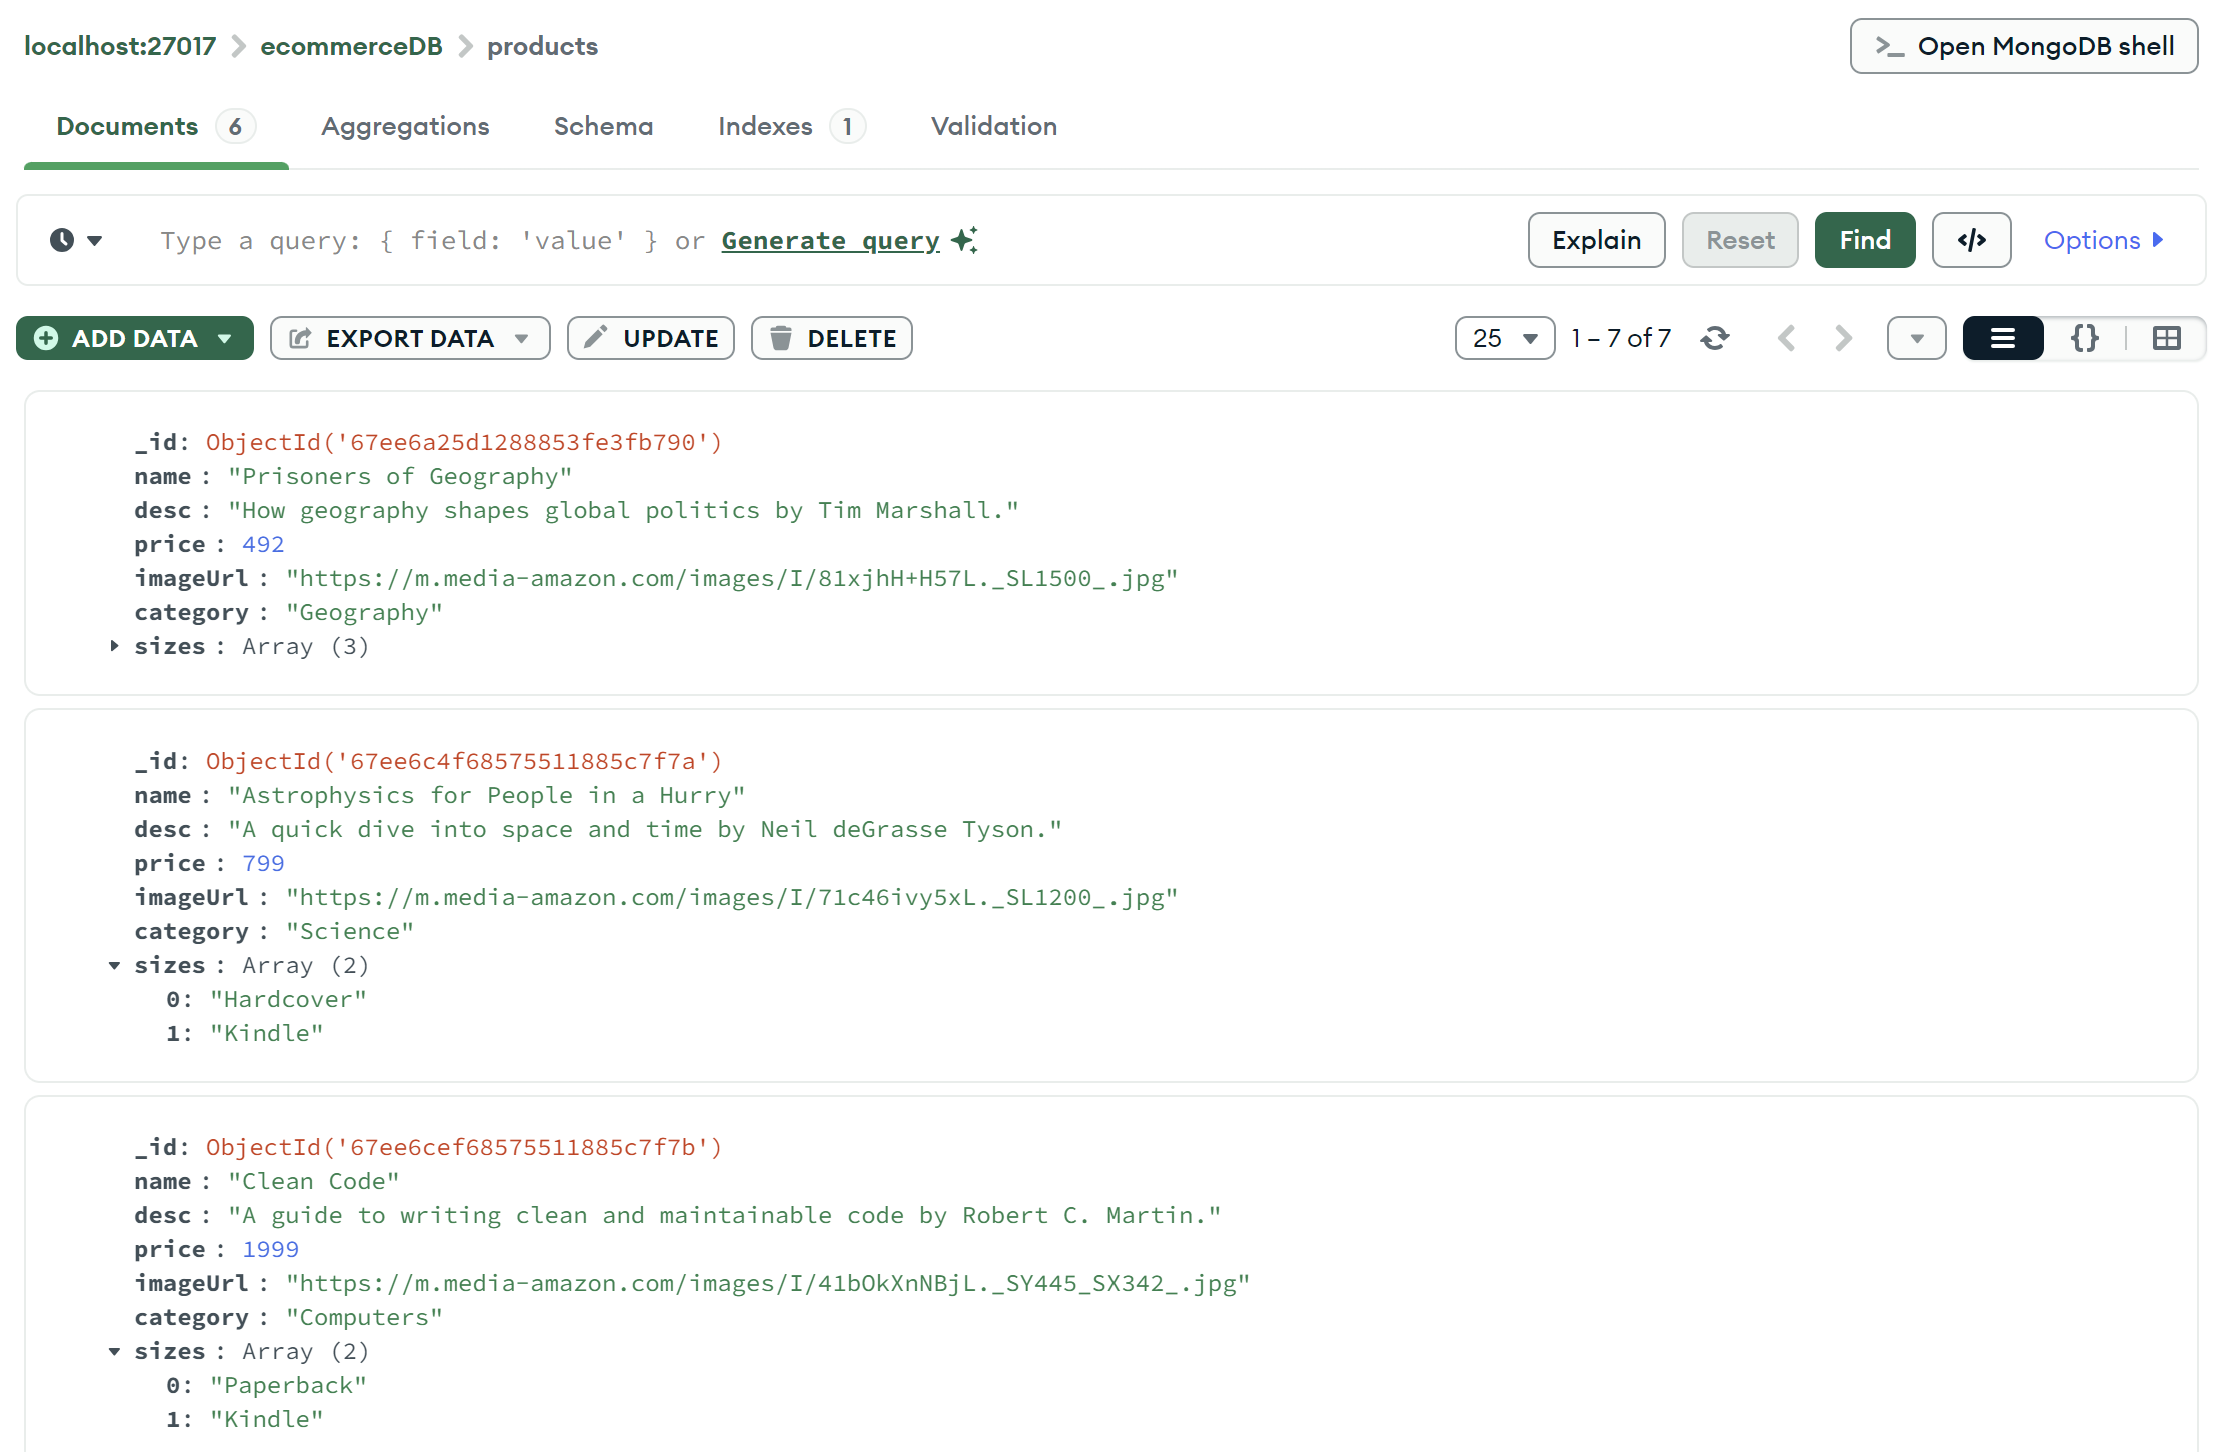 localhost:27017 ecommerceDB products
>_ Open MongoDB shell
Documents 6 Aggregations Schema Indexes 1 Validation
Type a query: { field: 'value' } or Generate query
Explain Reset Find </> Options
ADD DATA EXPORT DATA UPDATE DELETE
25 1 – 7 of 7 {}
_id: ObjectId('67ee6a25d1288853fe3fb790')
name : "Prisoners of Geography"
desc : "How geography shapes global politics by Tim Marshall."
price : 492
imageUrl : "https://m.media-amazon.com/images/I/81xjhH+H57L._SL1500_.jpg"
category : "Geography"
sizes : Array (3)
_id: ObjectId('67ee6c4f68575511885c7f7a')
name : "Astrophysics for People in a Hurry"
desc : "A quick dive into space and time by Neil deGrasse Tyson."
price : 799
imageUrl : "https://m.media-amazon.com/images/I/71c46ivy5xL._SL1200_.jpg"
category : "Science"
sizes : Array (2)
0: "Hardcover"
1: "Kindle"
_id: ObjectId('67ee6cef68575511885c7f7b')
name : "Clean Code"
desc : "A guide to writing clean and maintainable code by Robert C. Martin."
price : 1999
imageUrl : "https://m.media-amazon.com/images/I/41bOkXnNBjL._SY445_SX342_.jpg"
category : "Computers"
sizes : Array (2)
0: "Paperback"
1: "Kindle"